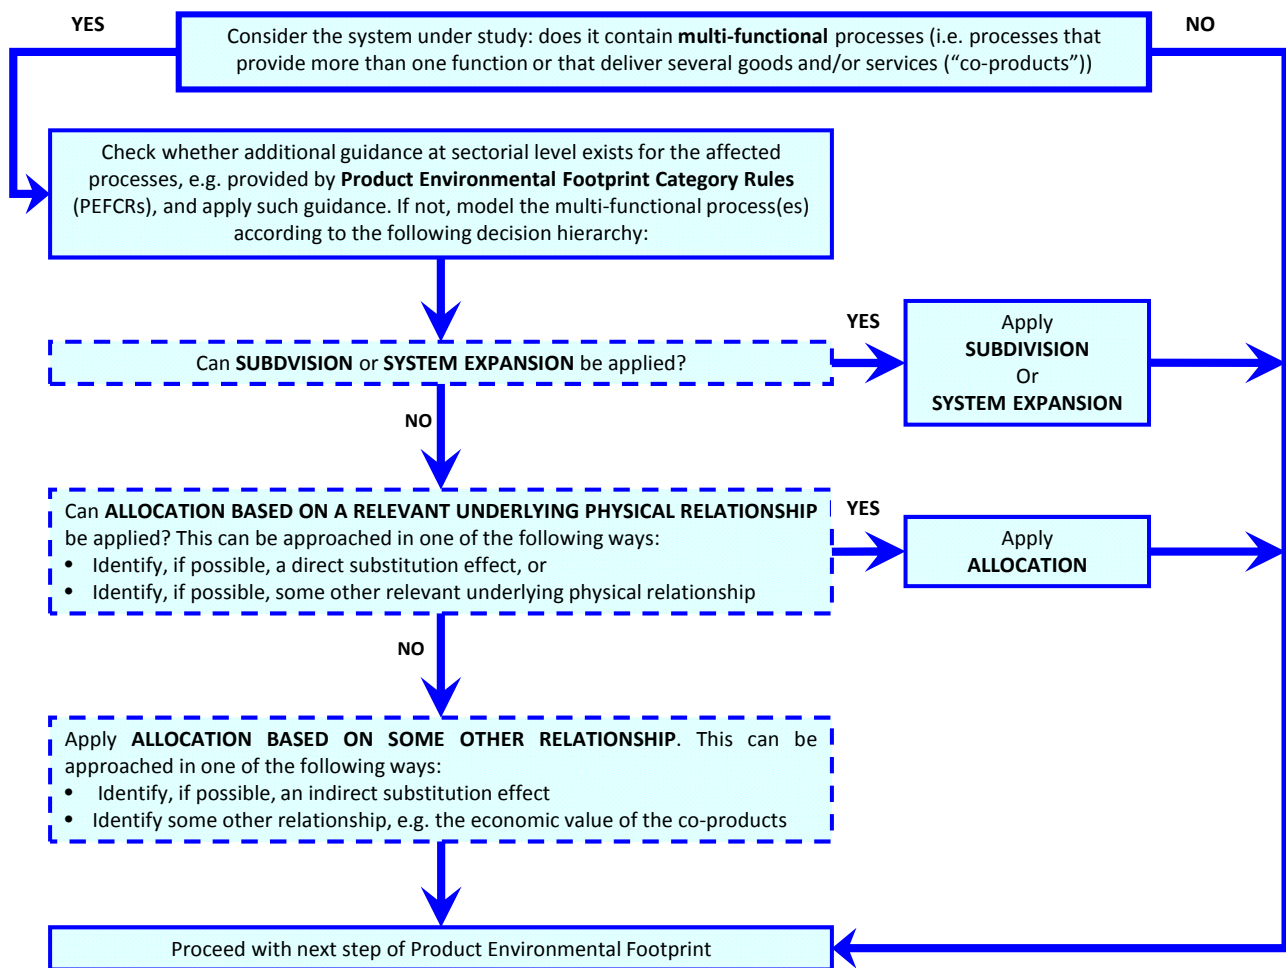 YES
NO
Consider the system under study: does it contain multi-functional processes (i.e. processes that
provide more than one function or that deliver several goods and/or services (“co-products”))
Check whether additional guidance at sectorial level exists for the affected
processes, e.g. provided by Product Environmental Footprint Category Rules
(PEFCRs), and apply such guidance. If not, model the multi-functional process(es)
according to the following decision hierarchy:
Can SUBDVISION or SYSTEM EXPANSION be applied?
YES
Apply
SUBDIVISION
Or
SYSTEM EXPANSION
NO
Can ALLOCATION BASED ON A RELEVANT UNDERLYING PHYSICAL RELATIONSHIP
be applied? This can be approached in one of the following ways:
• Identify, if possible, a direct substitution effect, or
• Identify, if possible, some other relevant underlying physical relationship
YES
Apply
ALLOCATION
NO
Apply ALLOCATION BASED ON SOME OTHER RELATIONSHIP. This can be
approached in one of the following ways:
• Identify, if possible, an indirect substitution effect
• Identify some other relationship, e.g. the economic value of the co-products
Proceed with next step of Product Environmental Footprint